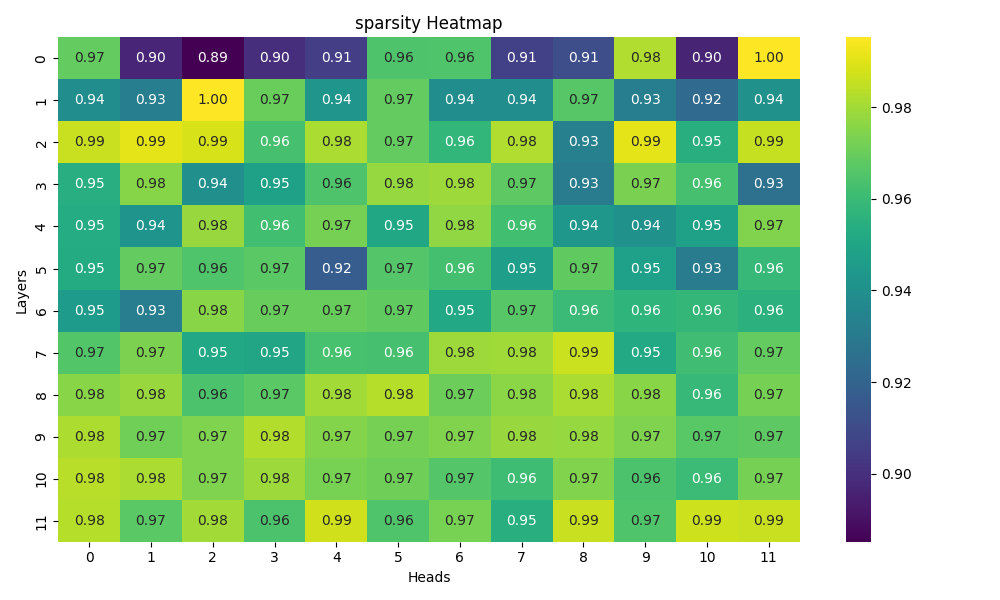 sparsity Heatmap
0 0.97 0.90 0.89 0.90 0.91 0.96 0.96 0.91 0.91 0.98 0.90 1.00
1 0.94 0.93 1.00 0.97 0.94 0.97 0.94 0.94 0.97 0.93 0.92 0.94
2 0.99 0.99 0.99 0.96 0.98 0.97 0.96 0.98 0.93 0.99 0.95 0.99
3 0.95 0.98 0.94 0.95 0.96 0.98 0.98 0.97 0.93 0.97 0.96 0.93
4 0.95 0.94 0.98 0.96 0.97 0.95 0.98 0.96 0.94 0.94 0.95 0.97
5 0.95 0.97 0.96 0.97 0.92 0.97 0.96 0.95 0.97 0.95 0.93 0.96
6 0.95 0.93 0.98 0.97 0.97 0.97 0.95 0.97 0.96 0.96 0.96 0.96
7 0.97 0.97 0.95 0.95 0.96 0.96 0.98 0.98 0.99 0.95 0.96 0.97
8 0.98 0.98 0.96 0.97 0.98 0.98 0.97 0.98 0.98 0.98 0.96 0.97
9 0.98 0.97 0.97 0.98 0.97 0.97 0.97 0.98 0.98 0.97 0.97 0.97
10 0.98 0.98 0.97 0.98 0.97 0.97 0.97 0.96 0.97 0.96 0.96 0.97
11 0.98 0.97 0.98 0.96 0.99 0.96 0.97 0.95 0.99 0.97 0.99 0.99
0 1 2 3 4 5 6 7 8 9 10 11
Heads
Layers
0.98
0.96
0.94
0.92
0.90